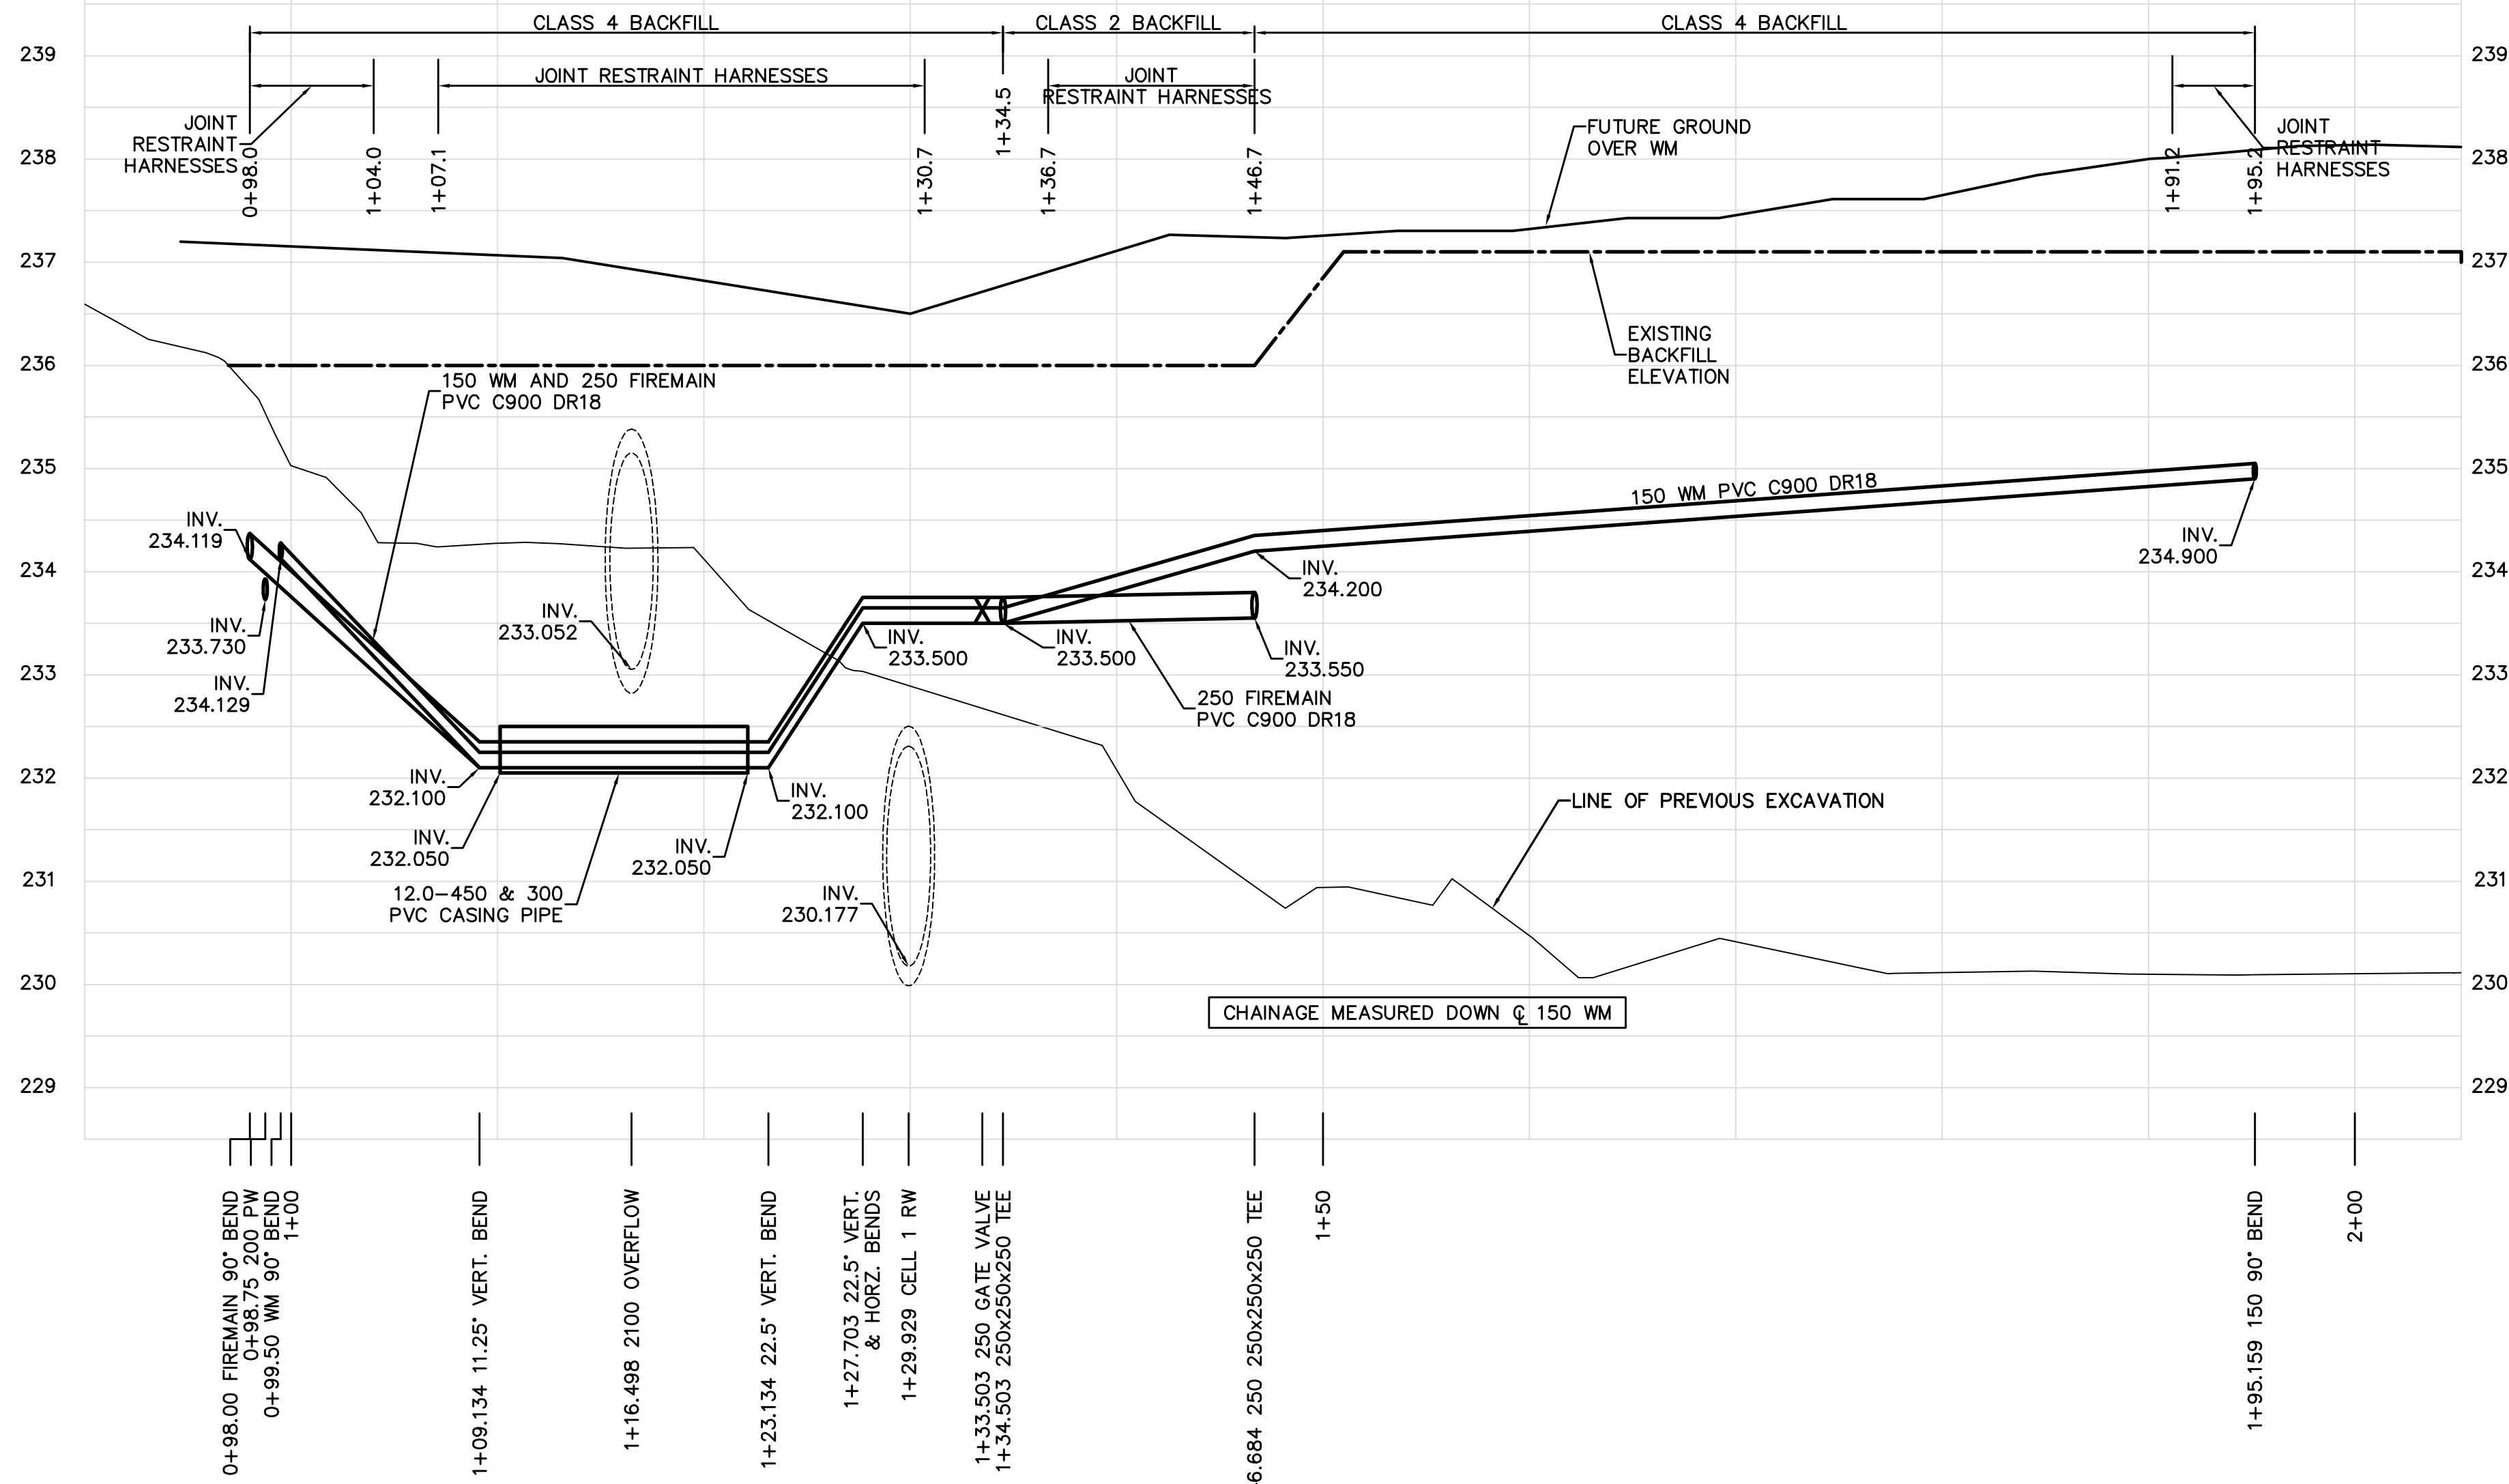 CLASS 4 BACKFILL
CLASS 2 BACKFILL
CLASS 4 BACKFILL
239
239
JOINT RESTRAINT HARNESSES
JOINT
RESTRAINT HARNESSES
JOINT
RESTRAINT
HARNESSES
JOINT
RESTRAINT
HARNESSES
FUTURE GROUND
OVER WM
0+98.0
1+04.0
1+07.1
1+30.7
1+34.5
1+36.7
1+46.7
1+91.2
1+95.2
238
238
237
237
236
236
EXISTING
BACKFILL
ELEVATION
150 WM AND 250 FIREMAIN
PVC C900 DR18
235
235
150 WM PVC C900 DR18
INV.
234.119
INV.
234.900
234
234
INV.
234.200
INV.
233.730
INV.
233.052
INV.
233.500
INV.
233.500
INV.
233.550
233
233
INV.
234.129
250 FIREMAIN
PVC C900 DR18
232
232
INV.
232.100
INV.
232.100
LINE OF PREVIOUS EXCAVATION
INV.
232.050
INV.
232.050
231
231
12.0-450 & 300
PVC CASING PIPE
INV.
230.177
230
230
CHAINAGE MEASURED DOWN ℄ 150 WM
229
229
0+98.00 FIREMAIN 90° BEND
0+98.75 200 PW
0+99.50 WM 90° BEND
1+00
1+09.134 11.25° VERT. BEND
1+16.498 2100 OVERFLOW
1+23.134 22.5° VERT. BEND
1+27.703 22.5° VERT.
& HORZ. BENDS
1+29.929 CELL 1 RW
1+33.503 250 GATE VALVE
1+34.503 250x250x250 TEE
6.684 250 250x250x250 TEE
1+50
1+95.159 150 90° BEND
2+00